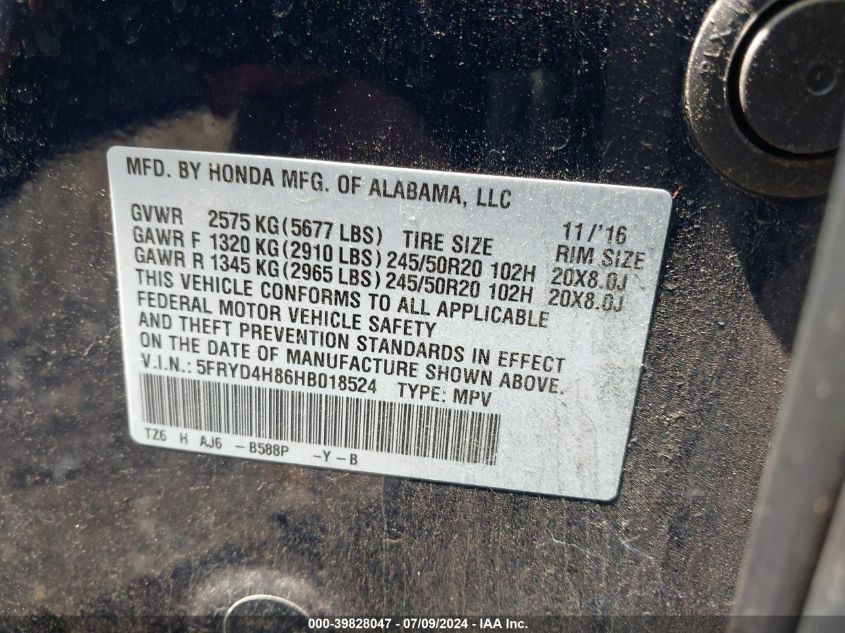 MFD. BY HONDA MFG. OF ALABAMA, LLC
11/'16
GVWR 2575 KG(5677 LBS) TIRE SIZE RIM SIZE
GAWR F 1320 KG(2910 LBS)245/50R20 102H 20X8.0J
GAWR R 1345 KG(2965 LBS)245/50R20 102H 20X8.0J
THIS VEHICLE CONFORMS TO ALL APPLICABLE
FEDERAL MOTOR VEHICLE SAFETY
AND THEFT PREVENTION STANDARDS IN EFFECT
ON THE DATE OF MANUFACTURE SHOWN ABOVE.
V.I.N.: 5FRYD4H86HB018524 TYPE: MPV
TZ6 H AJ6 -B588P -Y-B
000-39828047 - 07/09/2024 - IAA Inc.